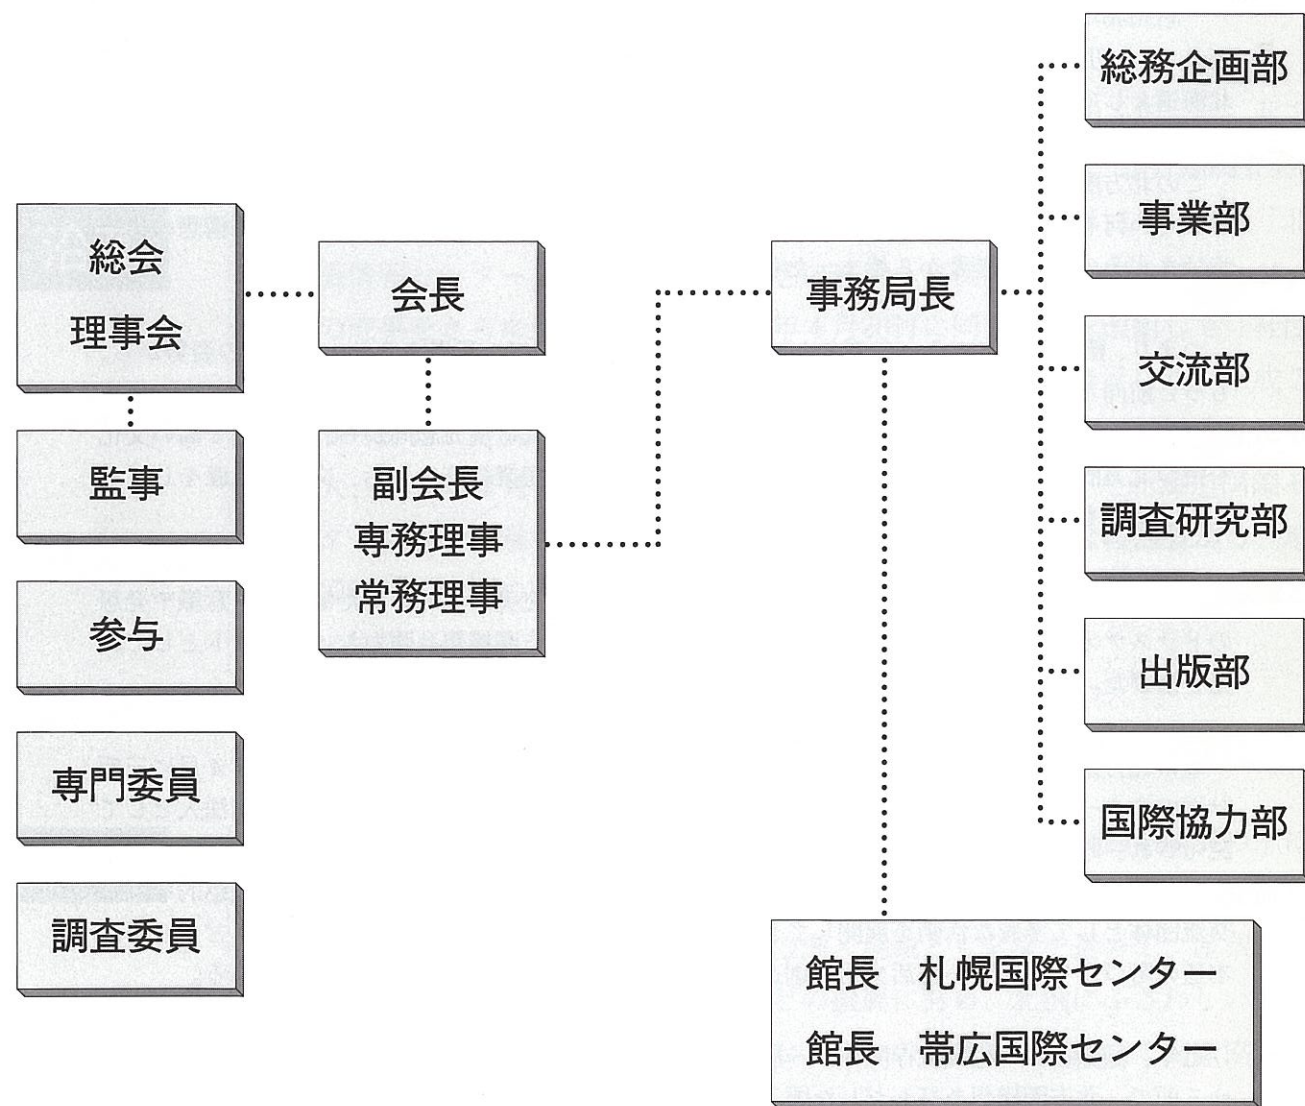 総会
理事会
監事
参与
専門委員
調査委員
会長
副会長
専務理事
常務理事
事務局長
総務企画部
事業部
交流部
調査研究部
出版部
国際協力部
館長　札幌国際センター
館長　帯広国際センター